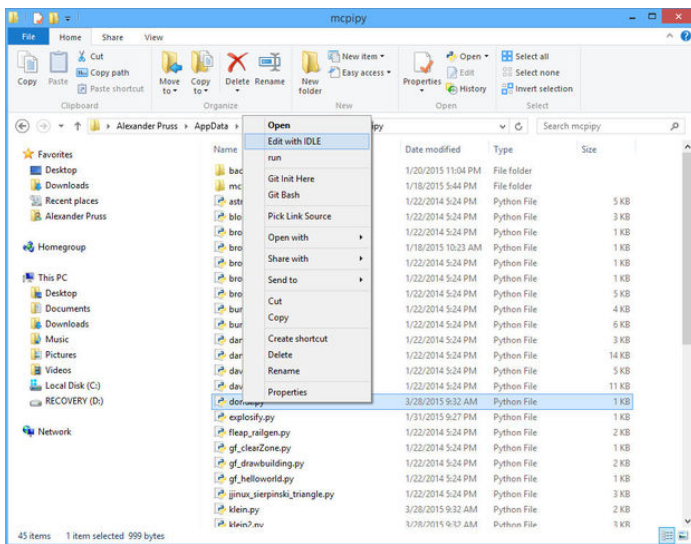 mcpipy
File Home Share View
Copy
Paste
Cut
Copy path
Paste shortcut
Clipboard
Move to
Copy to
Delete
Rename
Organize
New folder
New item
Easy access
New
Properties
Open
Edit
History
Open
Select all
Select none
Invert selection
Select
Alexander Pruss AppData
Search mcpipy
Name Date modified Type Size
Favorites
Desktop
Downloads
Recent places
Alexander Pruss
Homegroup
This PC
Desktop
Documents
Downloads
Music
Pictures
Videos
Local Disk (C:)
RECOVERY (D:)
Network
Open
Edit with IDLE
run
Git Init Here
Git Bash
Pick Link Source
Open with
Share with
Send to
Cut
Copy
Create shortcut
Delete
Rename
Properties
1/20/2015 11:04 PM File folder
1/18/2015 5:44 PM File folder
1/22/2014 5:24 PM Python File 5 KB
1/22/2014 5:24 PM Python File 3 KB
1/22/2014 5:24 PM Python File 1 KB
1/18/2015 10:23 AM Python File 1 KB
1/22/2014 5:24 PM Python File 1 KB
1/22/2014 5:24 PM Python File 1 KB
1/22/2014 5:24 PM Python File 5 KB
1/22/2014 5:24 PM Python File 4 KB
1/22/2014 5:24 PM Python File 6 KB
1/22/2014 5:24 PM Python File 3 KB
1/22/2014 5:24 PM Python File 14 KB
1/22/2014 5:24 PM Python File 5 KB
1/22/2014 5:24 PM Python File 11 KB
3/28/2015 9:32 AM Python File 1 KB
explosify.py 1/31/2015 9:27 PM Python File 1 KB
fleap_railgen.py 1/22/2014 5:24 PM Python File 2 KB
gf_clearZone.py 1/22/2014 5:24 PM Python File 1 KB
gf_drawbuilding.py 1/22/2014 5:24 PM Python File 2 KB
gf_helloworld.py 1/22/2014 5:24 PM Python File 1 KB
jjinux_sierpinski_triangle.py 1/22/2014 5:24 PM Python File 3 KB
klein.py 3/28/2015 9:32 AM Python File 2 KB
klein2.py 3/28/2015 9:32 AM Python File 3 KB
45 items 1 item selected 999 bytes